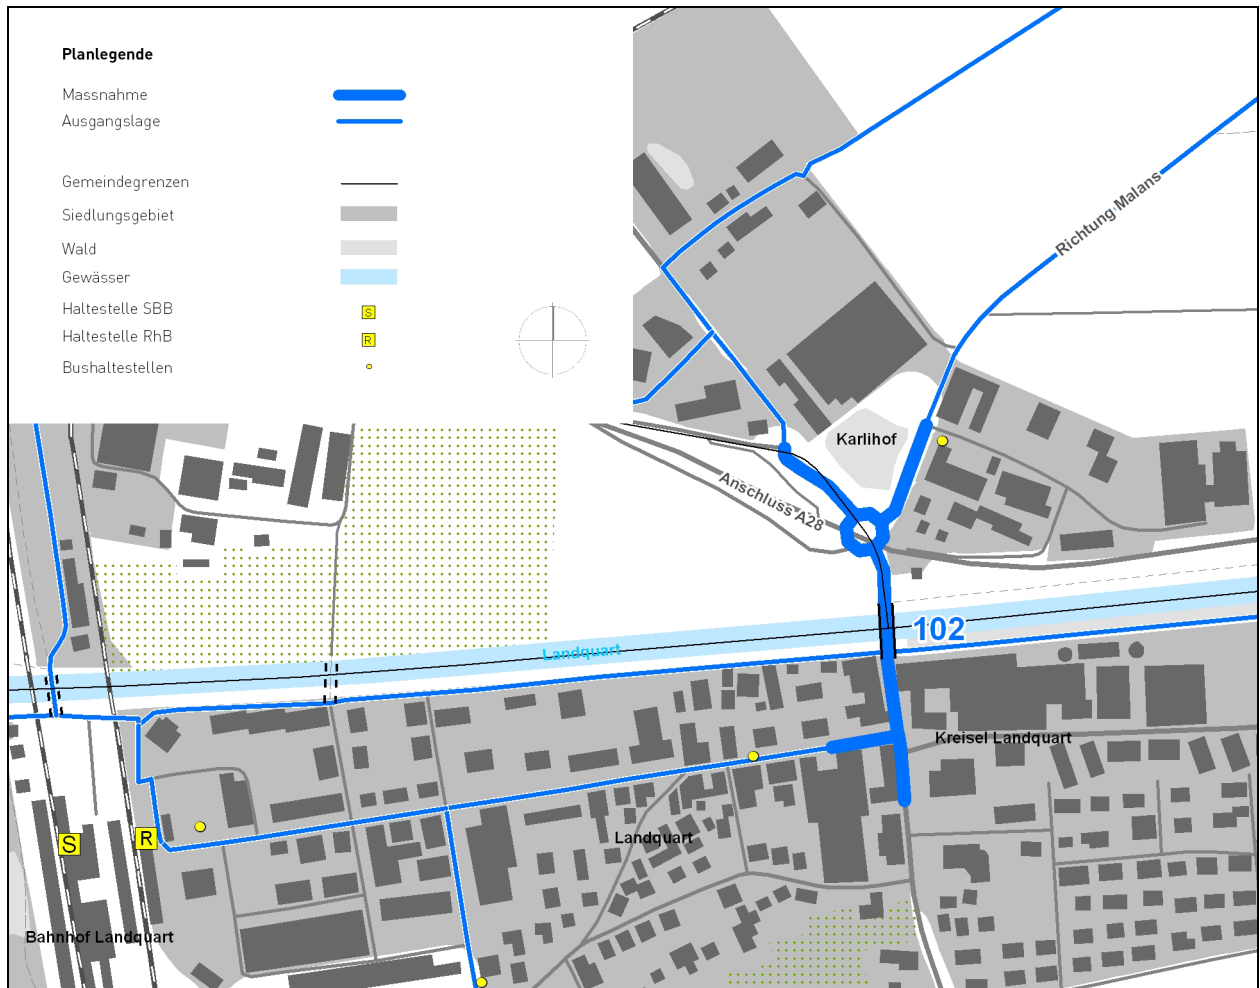 Planlegende
Massnahme
Ausgangslage
Gemeindegrenzen
Siedlungsgebiet
Wald
Gewässer
Haltestelle SBB
S
Haltestelle RhB
R
Bushaltestellen
Richtung Malans
Karlihof
Anschluss A28
102
Landquart
Kreisel Landquart
Landquart
S
R
Bahnhof Landquart